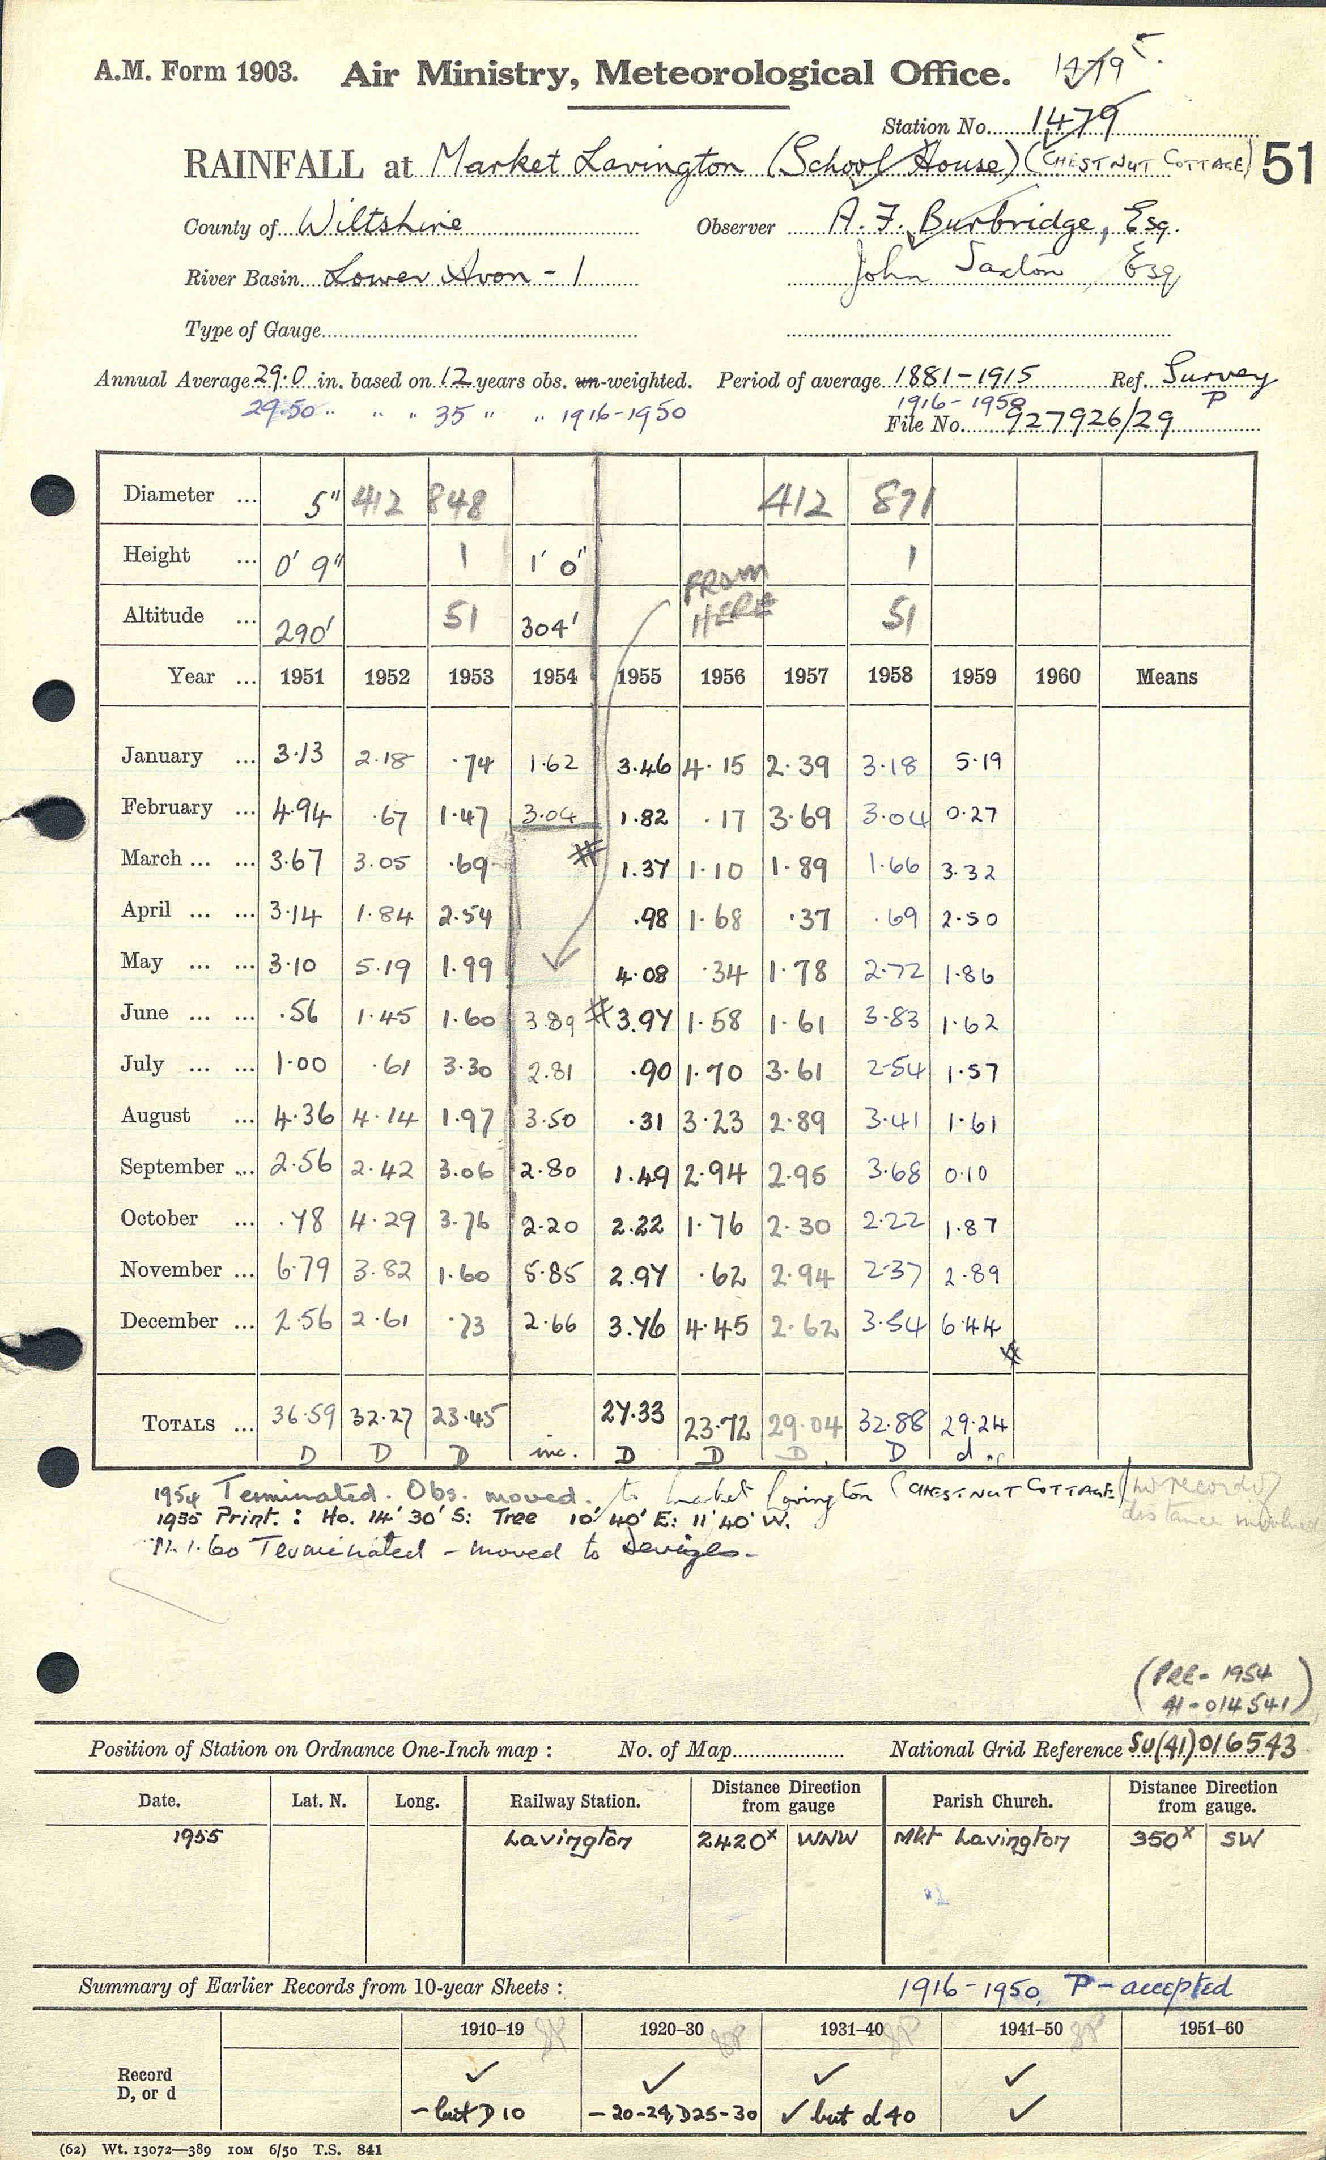 1479 5.
A.M. Form 1903. Air Ministry, Meteorological Office.
Station No. 1479
RAINFALL at Market Lavington (School House) (CHESTNUT COTTAGE) 51
County of Wiltshire Observer A. F. Burbridge, Esq.
River Basin Lower Avon - 1 John Saxton Esq
Type of Gauge
Annual Average 29.0 in. based on 12 years obs. un-weighted. Period of average 1881-1915 Ref. Survey
29.50 " " " 35 " " 1916-1950 1916-1950 P
File No. 927926/29
Diameter ... 5" 412 848 412 871
Height ... 0' 9" 1 1' 0" 1
FROM HERE
Altitude ... 290' 51 304' 51
Year ... 1951 1952 1953 1954 1955 1956 1957 1958 1959 1960 Means
January ... 3.13 2.18 .74 1.62 3.46 4.15 2.39 3.18 5.19
February ... 4.94 .67 1.47 3.04 1.82 .17 3.69 3.04 0.27
March ... ... 3.67 3.05 .69 # 1.37 1.10 1.89 1.66 3.32
April ... ... 3.14 1.84 2.54 .98 1.68 .37 .69 2.50
May ... ... 3.10 5.19 1.99 4.08 .34 1.78 2.72 1.86
June ... ... .56 1.45 1.60 3.89 # 3.97 1.58 1.61 3.83 1.62
July ... ... 1.00 .61 3.30 2.81 .90 1.70 3.61 2.54 1.57
August ... 4.36 4.14 1.97 3.50 .31 3.23 2.89 3.41 1.61
September ... 2.56 2.42 3.06 2.80 1.49 2.94 2.95 3.68 0.10
October ... .78 4.29 3.76 2.20 2.22 1.76 2.30 2.22 1.87
November ... 6.79 3.82 1.60 5.85 2.97 .62 2.94 2.37 2.89
December ... 2.56 2.61 .73 2.66 3.76 4.45 2.62 3.54 6.44
#
TOTALS ... 36.59 32.27 23.45 27.33 23.72 29.04 32.88 29.24
D D D inc. D D D D d
1954 Terminated. Obs. moved. to Market Lavington (CHESTNUT COTTAGE) no record of
1955 Print. : Ho. 14' 30' S: Tree 10' 40' E: 11' 40' W. distance involved
11.1.60 Terminated - moved to Devizes.
(PRE- 1954
41-014541)
Position of Station on Ordnance One-Inch map : No. of Map National Grid Reference SU(41)016543
Date. Lat. N. Long. Railway Station. Distance Direction from gauge Parish Church. Distance Direction from gauge.
1955 Lavington 2420x WNW Mkt Lavington 350x SW
Summary of Earlier Records from 10-year Sheets : 1916-1950, P-accepted
1910-19 1920-30 1931-40 1941-50 1951-60
Record ✓ ✓ ✓ ✓
D, or d - but D 10 - 20-24, D25-30 ✓ but d 40 ✓
(62) Wt. 13072—389 10M 6/50 T.S. 841